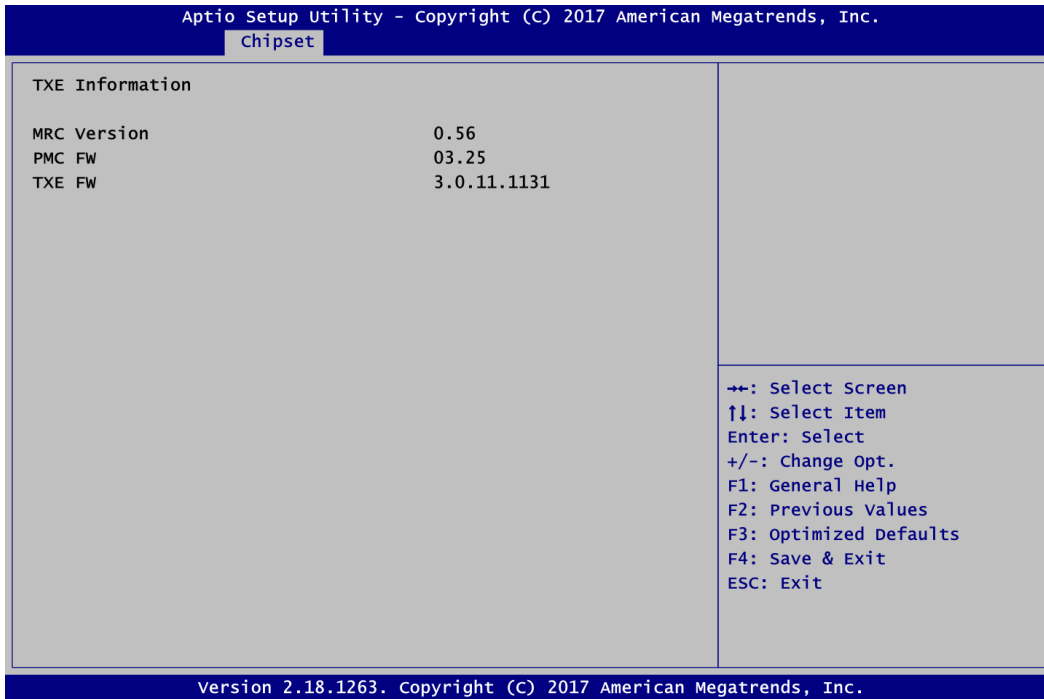 Aptio Setup Utility - Copyright (C) 2017 American Megatrends, Inc.
Chipset
TXE Information
MRC Version 0.56
PMC FW 03.25
TXE FW 3.0.11.1131
→←: Select Screen
↑↓: Select Item
Enter: Select
+/-: Change Opt.
F1: General Help
F2: Previous Values
F3: Optimized Defaults
F4: Save & Exit
ESC: Exit
Version 2.18.1263. Copyright (C) 2017 American Megatrends, Inc.